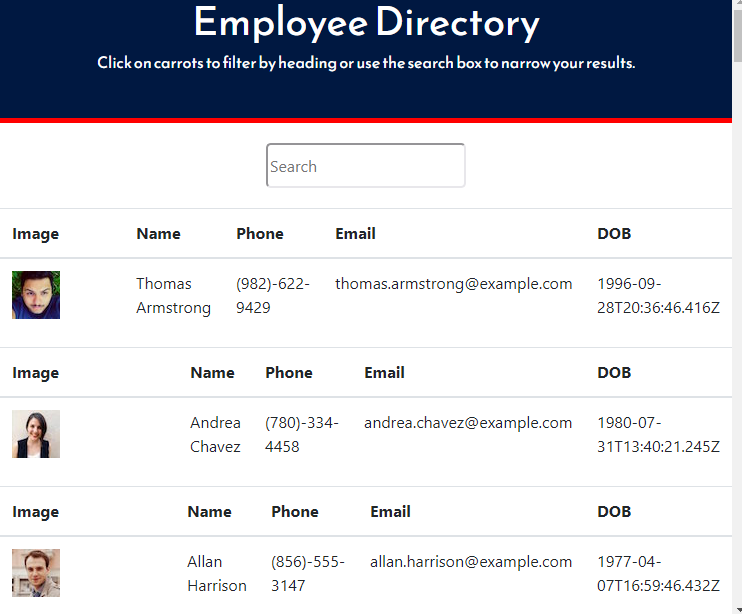 Employee Directory
Click on carrots to filter by heading or use the search box to narrow your results.
Search
Image Name Phone Email DOB
Thomas (982)-622- thomas.armstrong@example.com 1996-09-
Armstrong 9429 28T20:36:46.416Z
Image Name Phone Email DOB
Andrea (780)-334- andrea.chavez@example.com 1980-07-
Chavez 4458 31T13:40:21.245Z
Image Name Phone Email DOB
Allan (856)-555- allan.harrison@example.com 1977-04-
Harrison 3147 07T16:59:46.432Z